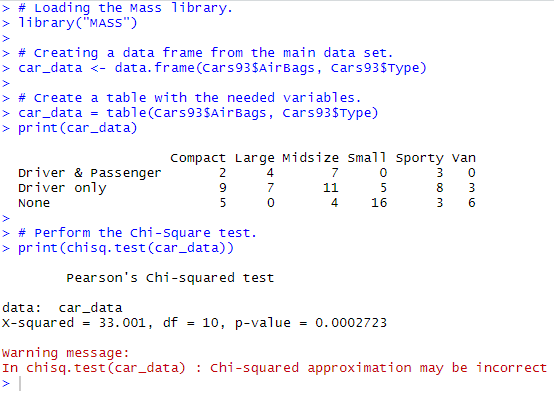 > # Loading the Mass library.
> library("MASS")
>
> # Creating a data frame from the main data set.
> car_data <- data.frame(Cars93$AirBags, Cars93$Type)
>
> # Create a table with the needed variables.
> car_data = table(Cars93$AirBags, Cars93$Type)
> print(car_data)
Compact Large Midsize Small Sporty Van
Driver & Passenger 2 4 7 0 3 0
Driver only 9 7 11 5 8 3
None 5 0 4 16 3 6
>
> # Perform the Chi-Square test.
> print(chisq.test(car_data))
Pearson's Chi-squared test
data: car_data
X-squared = 33.001, df = 10, p-value = 0.0002723
Warning message:
In chisq.test(car_data) : Chi-squared approximation may be incorrect
>